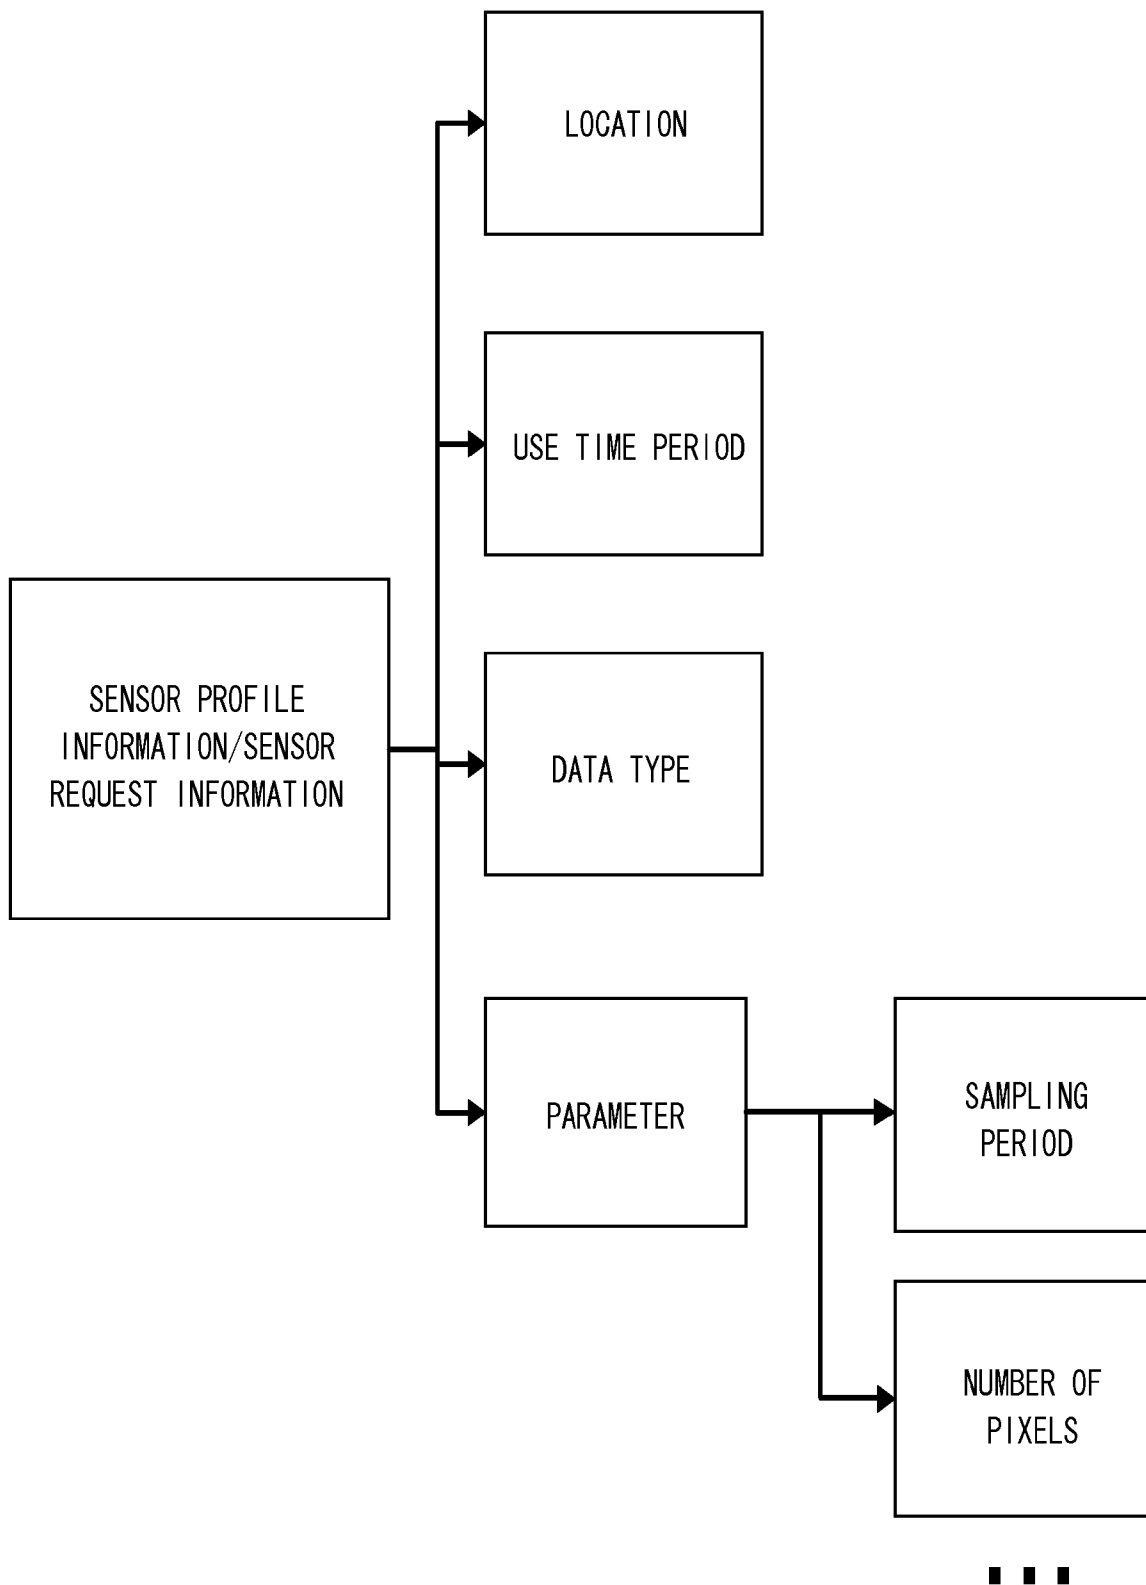 LOCATION
USE TIME PERIOD
SENSOR PROFILE
INFORMATION/SENSOR
REQUEST INFORMATION
DATA TYPE
PARAMETER
SAMPLING
PERIOD
NUMBER OF
PIXELS
...